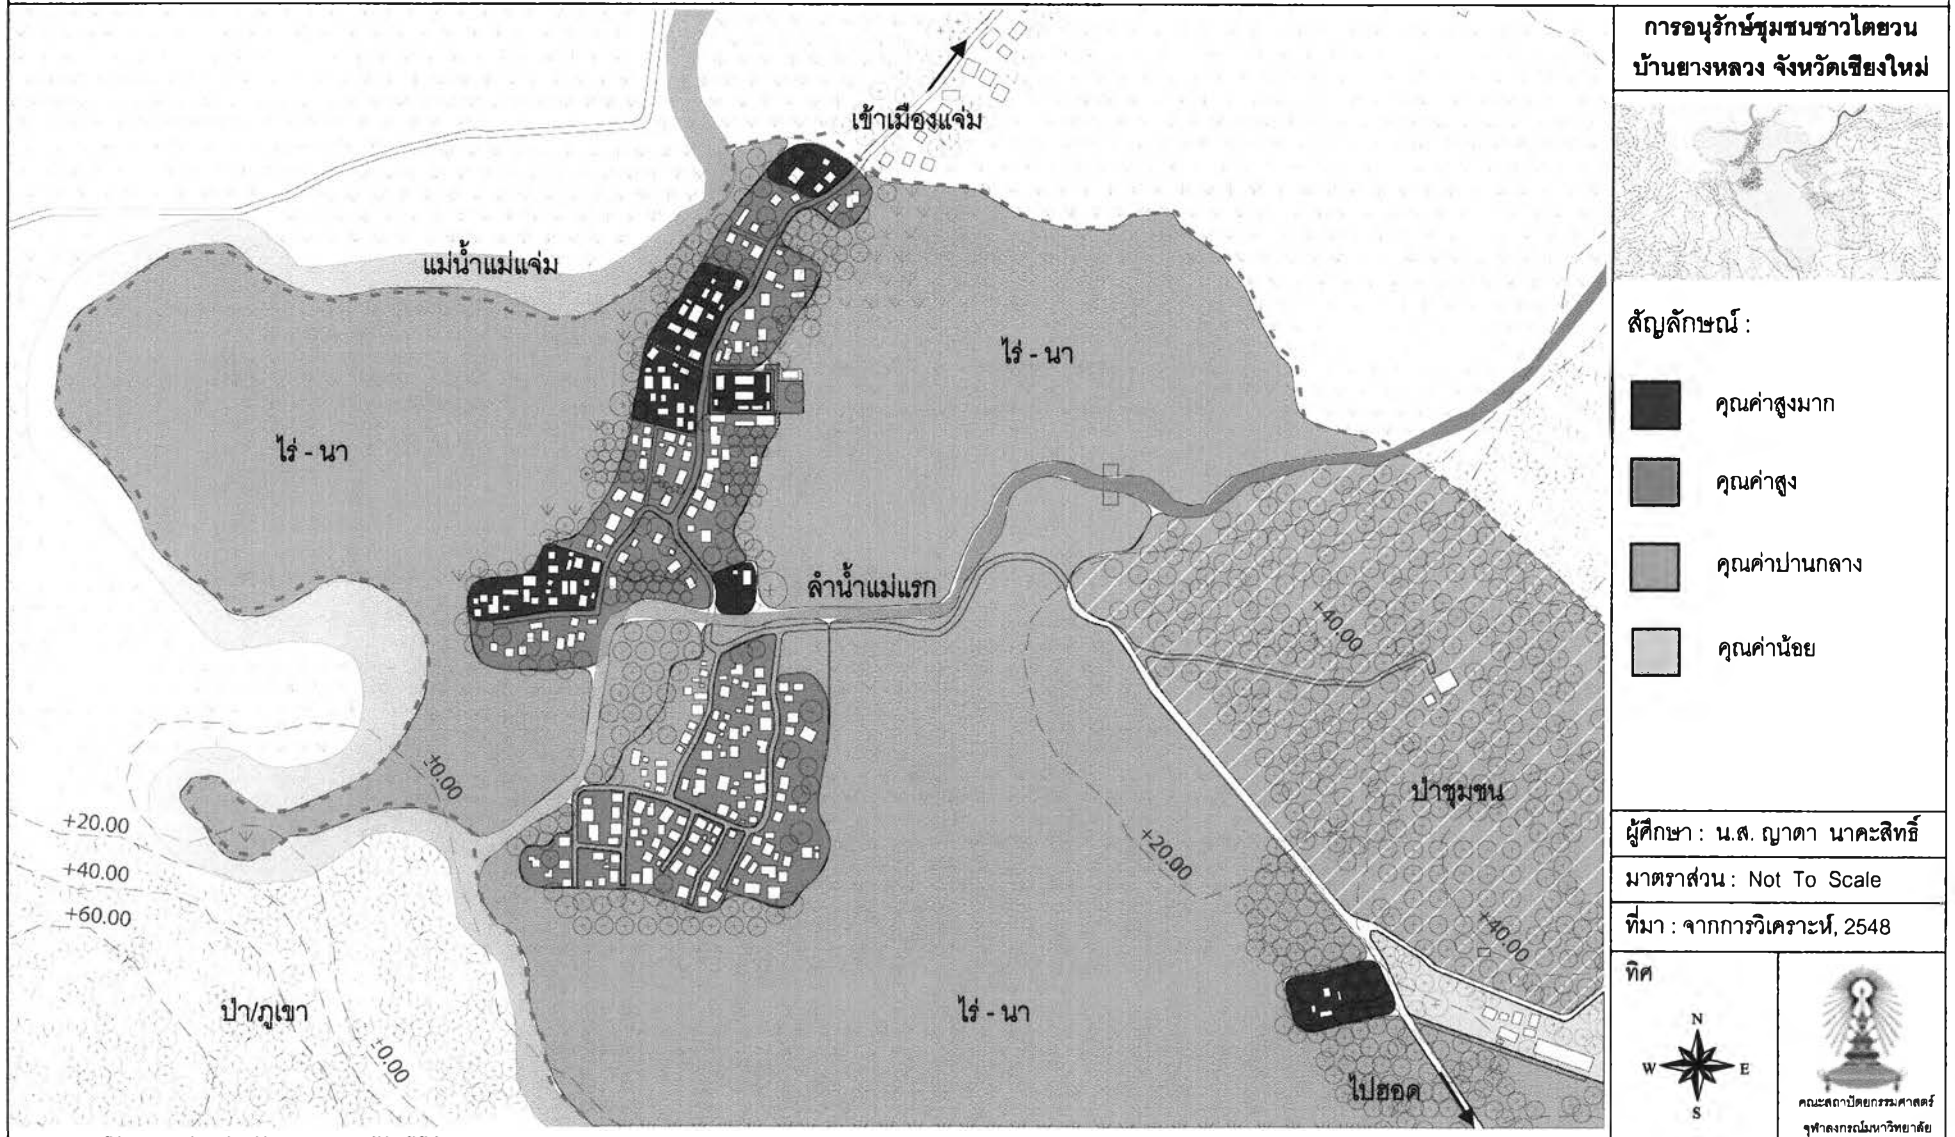 การอนุรักษ์ชุมชนชาวไตยวน
บ้านยางหลวง จังหวัดเชียงใหม่
เข้าเมืองแจ่ม
แม่น้ำแม่แจ่ม
ไร่ - นา
ไร่ - นา
ลำน้ำแม่แรก
+40.00
±0.00
+20.00
+40.00
+60.00
+20.00
ป่าชุมชน
+40.00
ป่า/ภูเขา
±0.00
ไร่ - นา
ไปฮอด
สัญลักษณ์ :
คุณค่าสูงมาก
คุณค่าสูง
คุณค่าปานกลาง
คุณค่าน้อย
ผู้ศึกษา : น.ส. ญาดา นาคะสิทธิ์
มาตราส่วน : Not To Scale
ที่มา : จากการวิเคราะห์, 2548
ทิศ
N
W E
S
คณะสถาปัตยกรรมศาสตร์
จุฬาลงกรณ์มหาวิทยาลัย